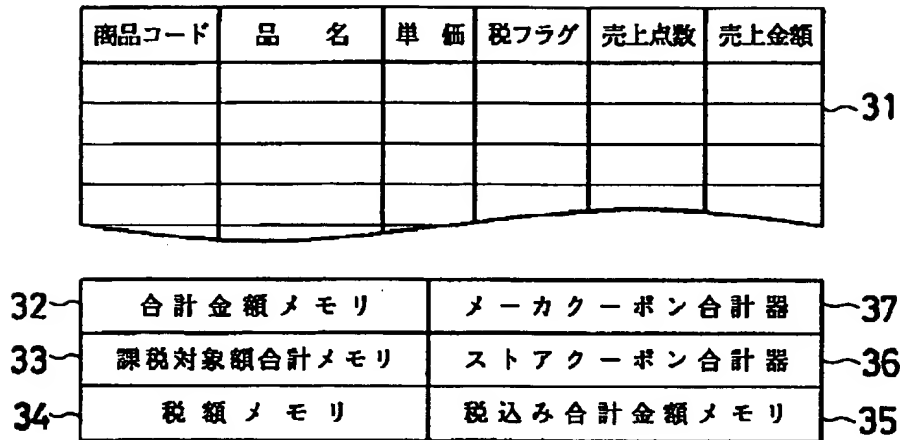 商品コード 品名 単価 税フラグ 売上点数 売上金額
31
32 合計金額メモリ メーカクーポン合計器 37
33 課税対象額合計メモリ ストアクーポン合計器 36
34 税額メモリ 税込み合計金額メモリ 35